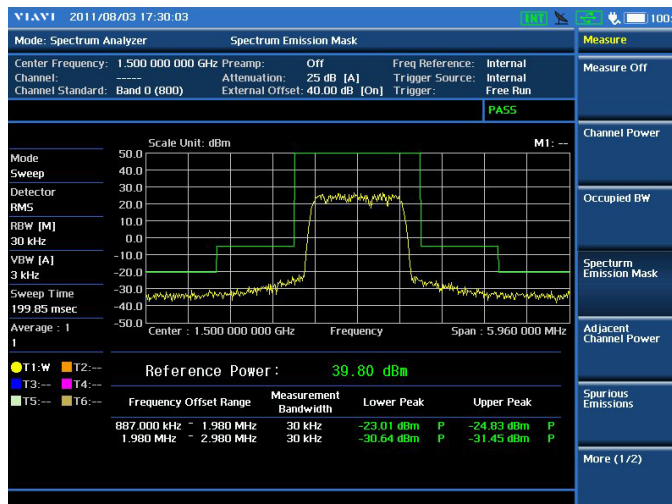 VIAVI 2011/08/03 17:30:03 INT 100
Mode: Spectrum Analyzer Spectrum Emission Mask
Center Frequency: 1.500 000 000 GHz Preamp: Off Freq Reference: Internal
Channel: ----- Attenuation: 25 dB [A] Trigger Source: Internal
Channel Standard: Band 0 (800) External Offset: 40.00 dB [On] Trigger: Free Run
PASS
Scale Unit: dBm M1: --
Mode
Sweep
Detector
RMS
RBW [M]
30 kHz
VBW [A]
3 kHz
Sweep Time
199.85 msec
Average : 1
1
T1:W T2:--
T3:-- T4:--
T5:-- T6:--
50.0
40.0
30.0
20.0
10.0
0.0
-10.0
-20.0
-30.0
-40.0
-50.0
Center : 1.500 000 000 GHz Frequency Span : 5.960 000 MHz
Reference Power: 39.80 dBm
Frequency Offset Range Measurement Bandwidth Lower Peak Upper Peak
887.000 kHz ~ 1.980 MHz 30 kHz -23.01 dBm P -24.83 dBm P
1.980 MHz ~ 2.980 MHz 30 kHz -30.64 dBm P -31.45 dBm P
Measure
Measure Off
Channel Power
Occupied BW
Specturm
Emission Mask
Adjacent
Channel Power
Spurious
Emissions
More (1/2)